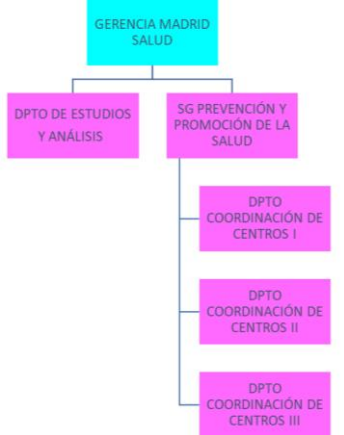 GERENCIA MADRID
SALUD
DPTO DE ESTUDIOS
Y ANÁLISIS
SG PREVENCIÓN Y
PROMOCIÓN DE LA
SALUD
DPTO
COORDINACIÓN DE
CENTROS I
DPTO
COORDINACIÓN DE
CENTROS II
DPTO
COORDINACIÓN DE
CENTROS III